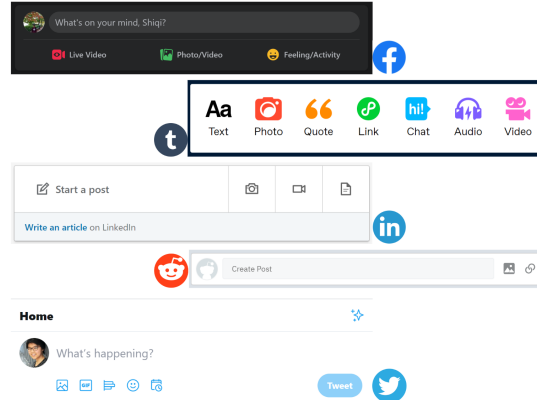 What's on your mind, Shiqi?
Live Video Photo/Video Feeling/Activity
f
Aa hi!
Text Photo Quote Link Chat Audio Video
t
Start a post
Write an article on LinkedIn
in
Create Post
Home
What's happening?
GIF Tweet